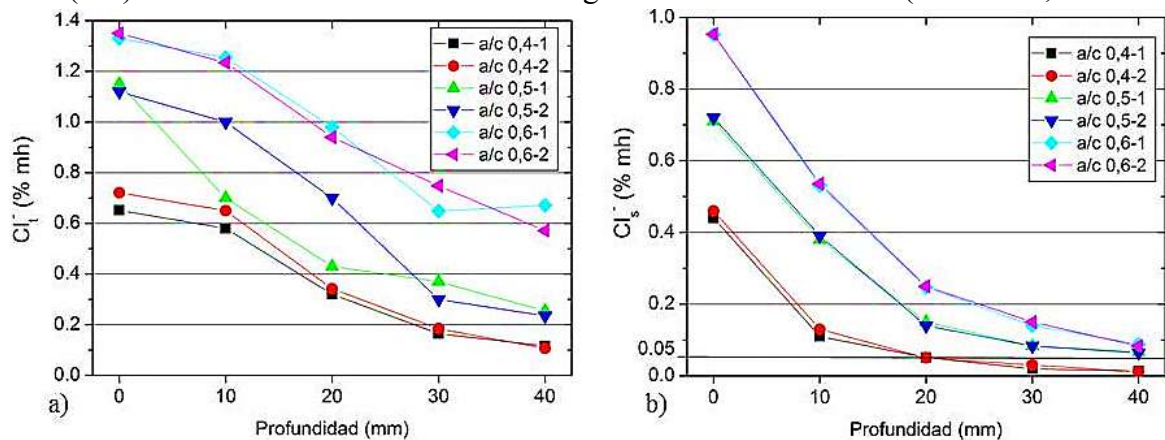 1.4
1.2
1.0
0.8
0.6
0.4
0.2
0.0
Cl⁻t (% mh)
a/c 0,4-1
a/c 0,4-2
a/c 0,5-1
a/c 0,5-2
a/c 0,6-1
a/c 0,6-2
0
10
20
30
40
Profundidad (mm)
a)
1.0
0.8
0.6
0.4
0.2
0.05
0.0
Cl⁻s (% mh)
a/c 0,4-1
a/c 0,4-2
a/c 0,5-1
a/c 0,5-2
a/c 0,6-1
a/c 0,6-2
0
10
20
30
40
Profundidad (mm)
b)